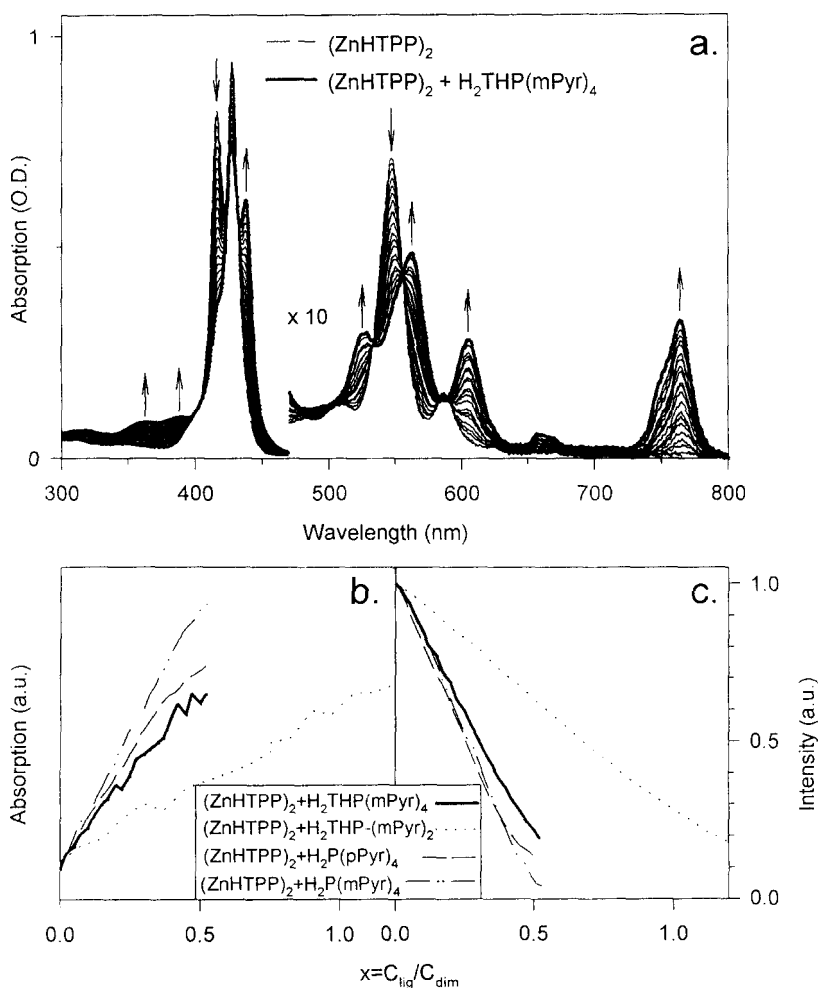 a.
(ZnHTPP)₂
(ZnHTPP)₂ + H₂THP(mPyr)₄
1
0
Absorption (O.D.)
x 10
300 400 500 600 700 800
Wavelength (nm)
b.
c.
Absorption (a.u.)
1.0
0.5
0.0
Intensity (a.u.)
(ZnHTPP)₂+H₂THP(mPyr)₄
(ZnHTPP)₂+H₂THP-(mPyr)₂
(ZnHTPP)₂+H₂P(pPyr)₄
(ZnHTPP)₂+H₂P(mPyr)₄
0.0 0.5 1.0 0.0 0.5 1.0
x=C_lig/C_dim